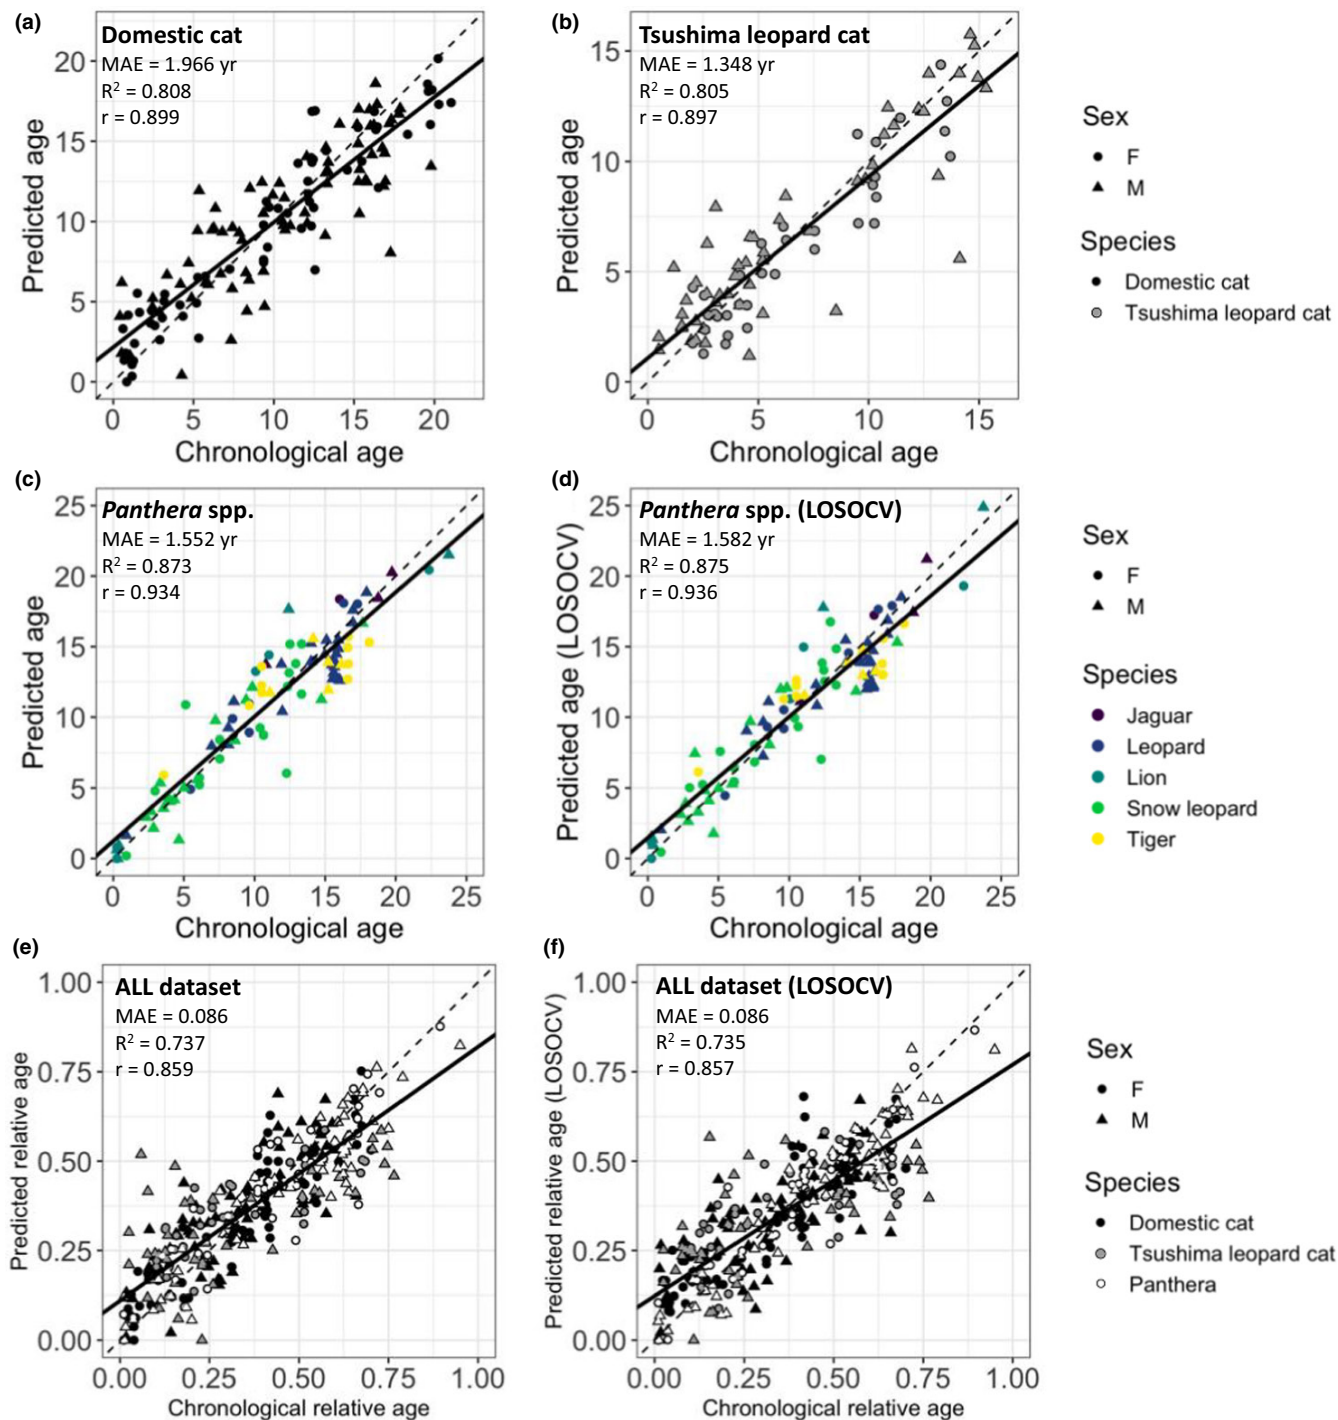 (a)
Domestic cat
MAE = 1.966 yr
R² = 0.808
r = 0.899
Predicted age
20
15
10
5
0
0 5 10 15 20
Chronological age
(b)
Tsushima leopard cat
MAE = 1.348 yr
R² = 0.805
r = 0.897
Predicted age
15
10
5
0
0 5 10 15
Chronological age
Sex
F
M
Species
Domestic cat
Tsushima leopard cat
(c)
Panthera spp.
MAE = 1.552 yr
R² = 0.873
r = 0.934
Predicted age
25
20
15
10
5
0
0 5 10 15 20 25
Chronological age
(d)
Panthera spp. (LOSOCV)
MAE = 1.582 yr
R² = 0.875
r = 0.936
Predicted age (LOSOCV)
25
20
15
10
5
0
0 5 10 15 20 25
Chronological age
Sex
F
M
Species
Jaguar
Leopard
Lion
Snow leopard
Tiger
(e)
ALL dataset
MAE = 0.086
R² = 0.737
r = 0.859
Predicted relative age
1.00
0.75
0.50
0.25
0.00
0.00 0.25 0.50 0.75 1.00
Chronological relative age
(f)
ALL dataset (LOSOCV)
MAE = 0.086
R² = 0.735
r = 0.857
Predicted relative age (LOSOCV)
1.00
0.75
0.50
0.25
0.00
0.00 0.25 0.50 0.75 1.00
Chronological relative age
Sex
F
M
Species
Domestic cat
Tsushima leopard cat
Panthera